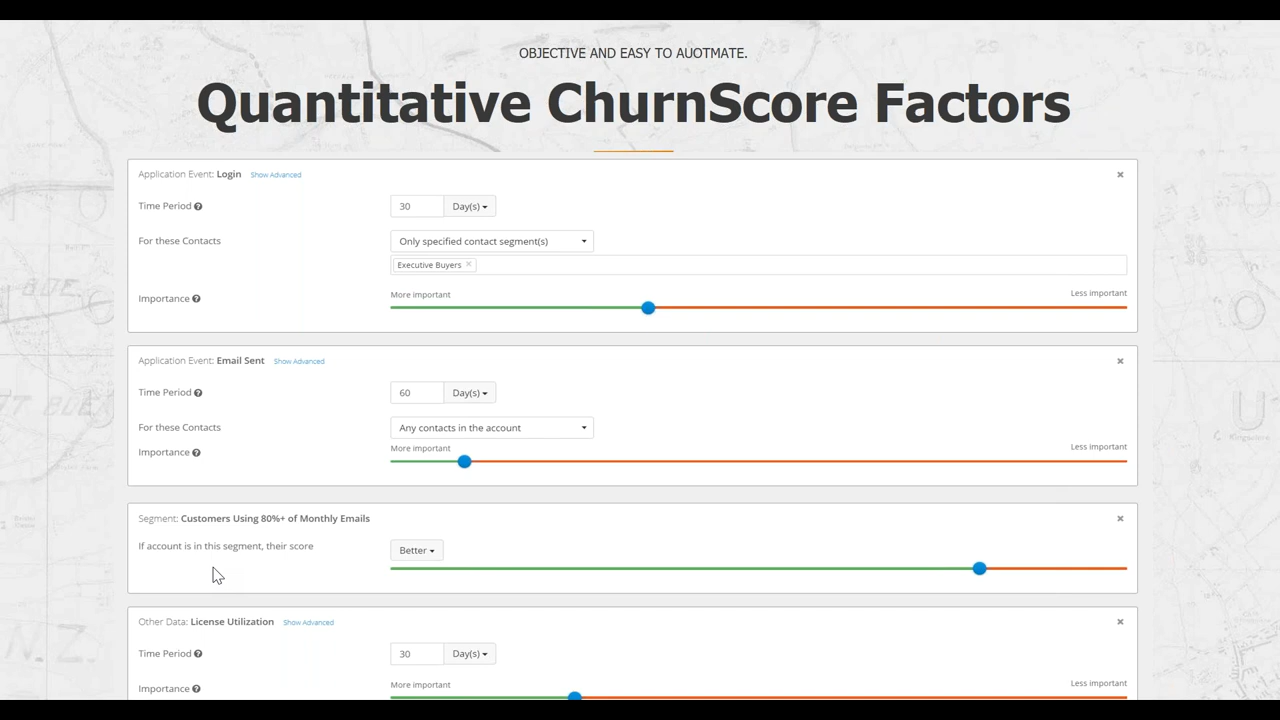 OBJECTIVE AND EASY TO AUOTMATE.
Quantitative ChurnScore Factors
Application Event: Login Show Advanced
Time Period
30 Day(s)
For these Contacts
Only specified contact segment(s)
Executive Buyers
Importance
More important Less important
Application Event: Email Sent Show Advanced
Time Period
60 Day(s)
For these Contacts
Any contacts in the account
Importance
More important Less important
Segment: Customers Using 80%+ of Monthly Emails
If account is in this segment, their score
Better
Other Data: License Utilization Show Advanced
Time Period
30 Day(s)
Importance
More important Less important